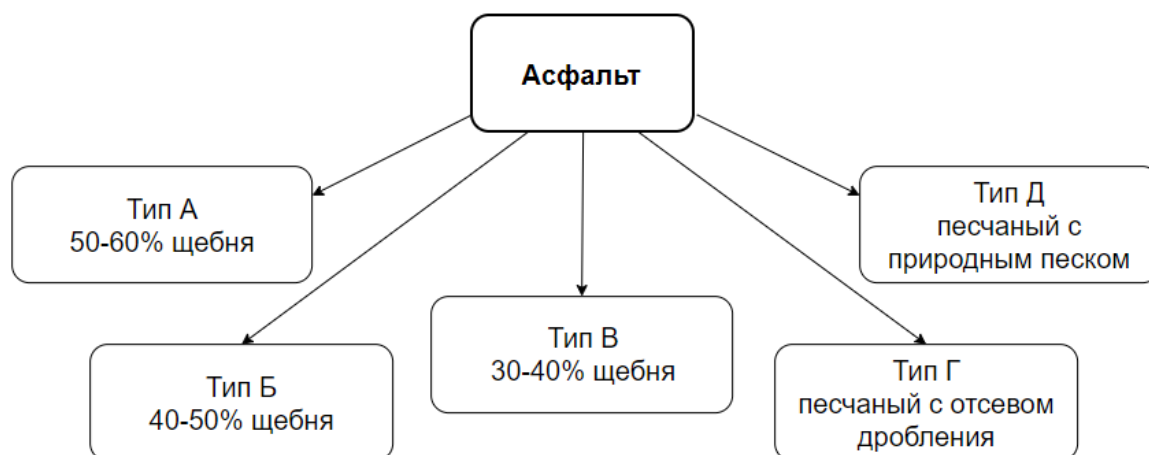 Асфальт
Тип А
50-60% щебня
Тип Б
40-50% щебня
Тип В
30-40% щебня
Тип Г
песчаный с отсевом
дробления
Тип Д
песчаный с
природным песком